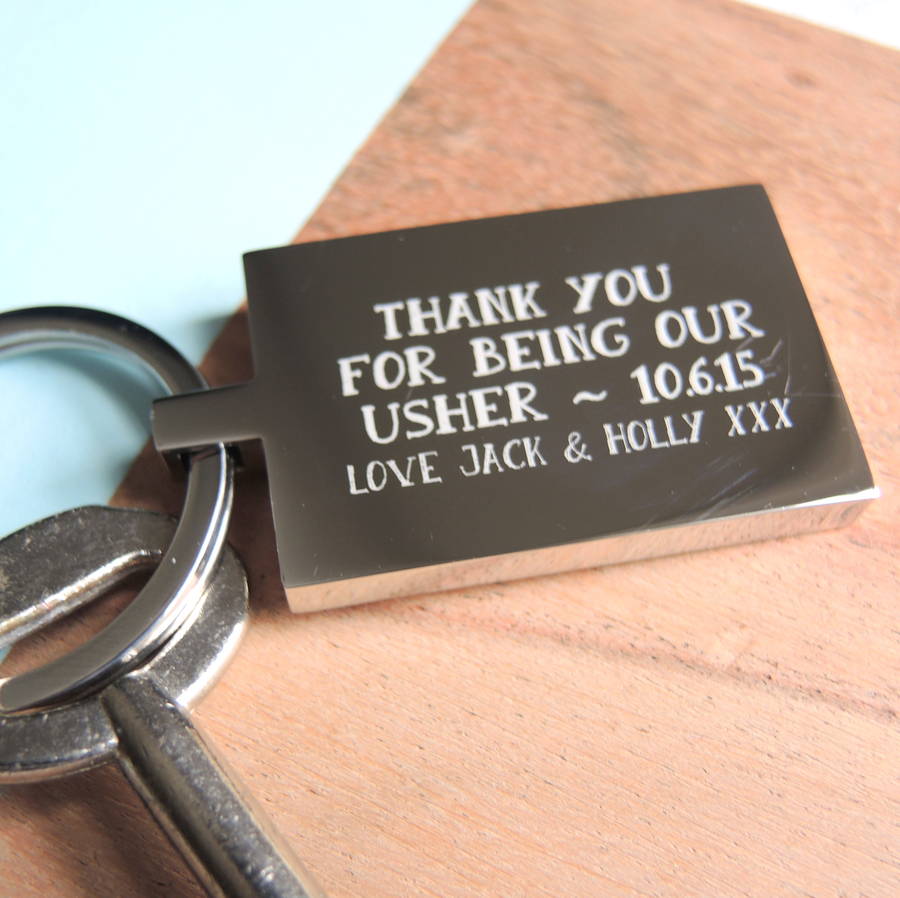 THANK YOU
FOR BEING OUR
USHER ~ 10.6.15
LOVE JACK & HOLLY XXX